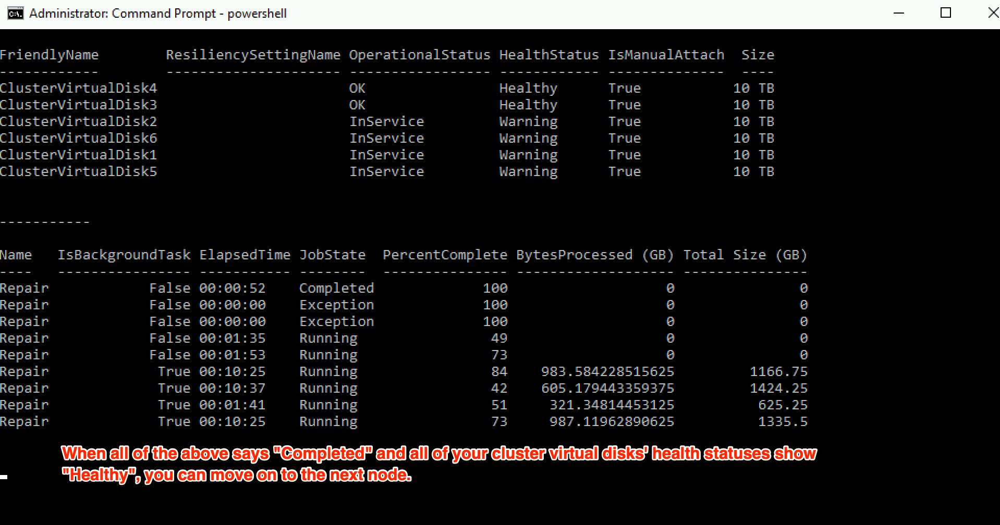 Administrator: Command Prompt - powershell
FriendlyName ResiliencySettingName OperationalStatus HealthStatus IsManualAttach Size
------------ --------------------- ----------------- ------------ -------------- ----
ClusterVirtualDisk4 OK Healthy True 10 TB
ClusterVirtualDisk3 OK Healthy True 10 TB
ClusterVirtualDisk2 InService Warning True 10 TB
ClusterVirtualDisk6 InService Warning True 10 TB
ClusterVirtualDisk1 InService Warning True 10 TB
ClusterVirtualDisk5 InService Warning True 10 TB
-----------
Name IsBackgroundTask ElapsedTime JobState PercentComplete BytesProcessed (GB) Total Size (GB)
---- ---------------- ----------- -------- --------------- ------------------- ---------------
Repair False 00:00:52 Completed 100 0 0
Repair False 00:00:00 Exception 100 0 0
Repair False 00:00:00 Exception 100 0 0
Repair False 00:01:35 Running 49 0 0
Repair False 00:01:53 Running 73 0 0
Repair True 00:10:25 Running 84 983.584228515625 1166.75
Repair True 00:10:37 Running 42 605.179443359375 1424.25
Repair True 00:01:41 Running 51 321.34814453125 625.25
Repair True 00:10:25 Running 73 987.11962890625 1335.5
When all of the above says "Completed" and all of your cluster virtual disks' health statuses show
"Healthy", you can move on to the next node.